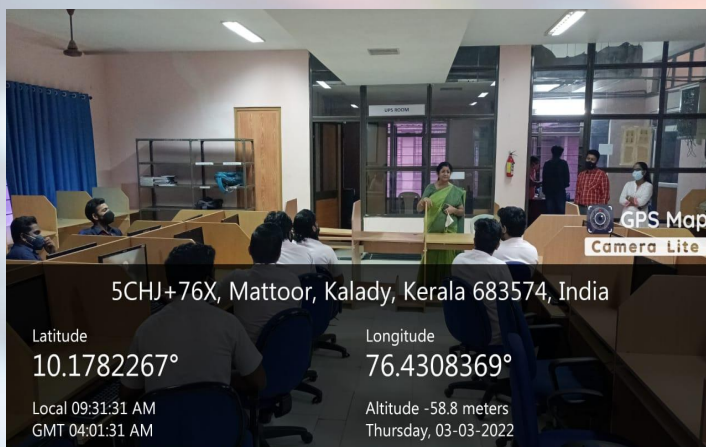 UPS ROOM
GPS Map
Camera Lite
5CHJ+76X, Mattoor, Kalady, Kerala 683574, India
Latitude
10.1782267°
Longitude
76.4308369°
Local 09:31:31 AM
GMT 04:01:31 AM
Altitude -58.8 meters
Thursday, 03-03-2022